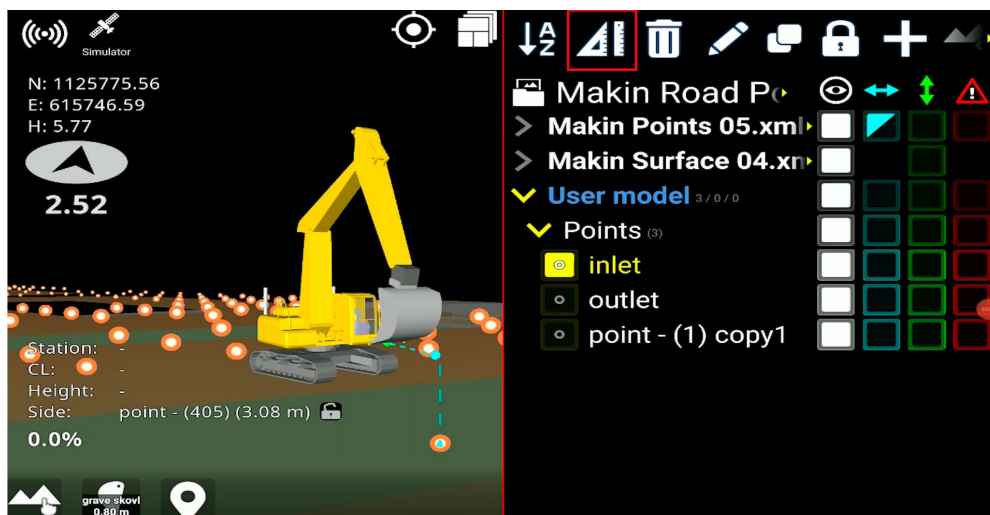 Simulator
N: 1125775.56
E: 615746.59
H: 5.77
2.52
Station: -
CL: -
Height: -
Side: point - (405) (3.08 m)
0.0%
grave skovl
0.80 m
A
Z
Makin Road
Makin Points 05.xml
Makin Surface 04.xn
User model 3/0/0
Points (3)
inlet
outlet
point - (1) copy1